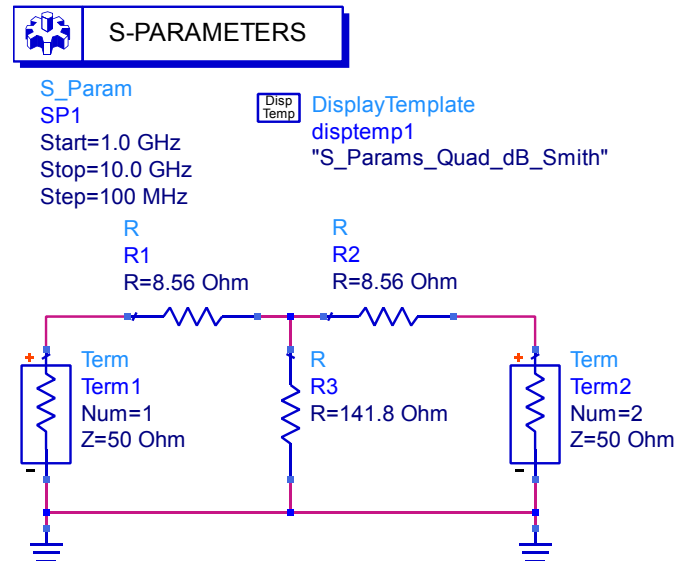 S-PARAMETERS
S_Param
SP1
Start=1.0 GHz
Stop=10.0 GHz
Step=100 MHz
Disp
Temp
DisplayTemplate
disptemp1
"S_Params_Quad_dB_Smith"
R
R1
R=8.56 Ohm
R
R2
R=8.56 Ohm
+
Term
Term1
Num=1
Z=50 Ohm
-
R
R3
R=141.8 Ohm
+
Term
Term2
Num=2
Z=50 Ohm
-